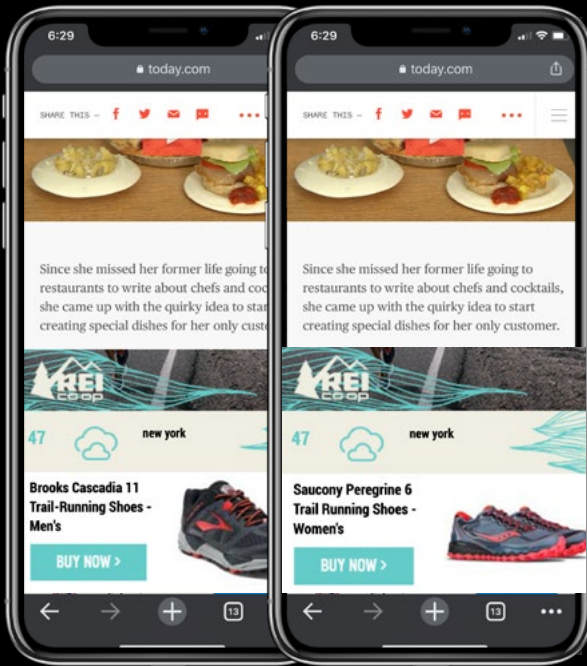 6:29
today.com
SHARE THIS –
Since she missed her former life going to
restaurants to write about chefs and coc
she came up with the quirky idea to star
creating special dishes for her only custo
REI
co·op
47
new york
Brooks Cascadia 11
Trail-Running Shoes -
Men's
BUY NOW >
13
6:29
today.com
SHARE THIS –
Since she missed her former life going to
restaurants to write about chefs and cocktails,
she came up with the quirky idea to start
creating special dishes for her only customer.
REI
co·op
47
new york
Saucony Peregrine 6
Trail Running Shoes -
Women's
BUY NOW >
13